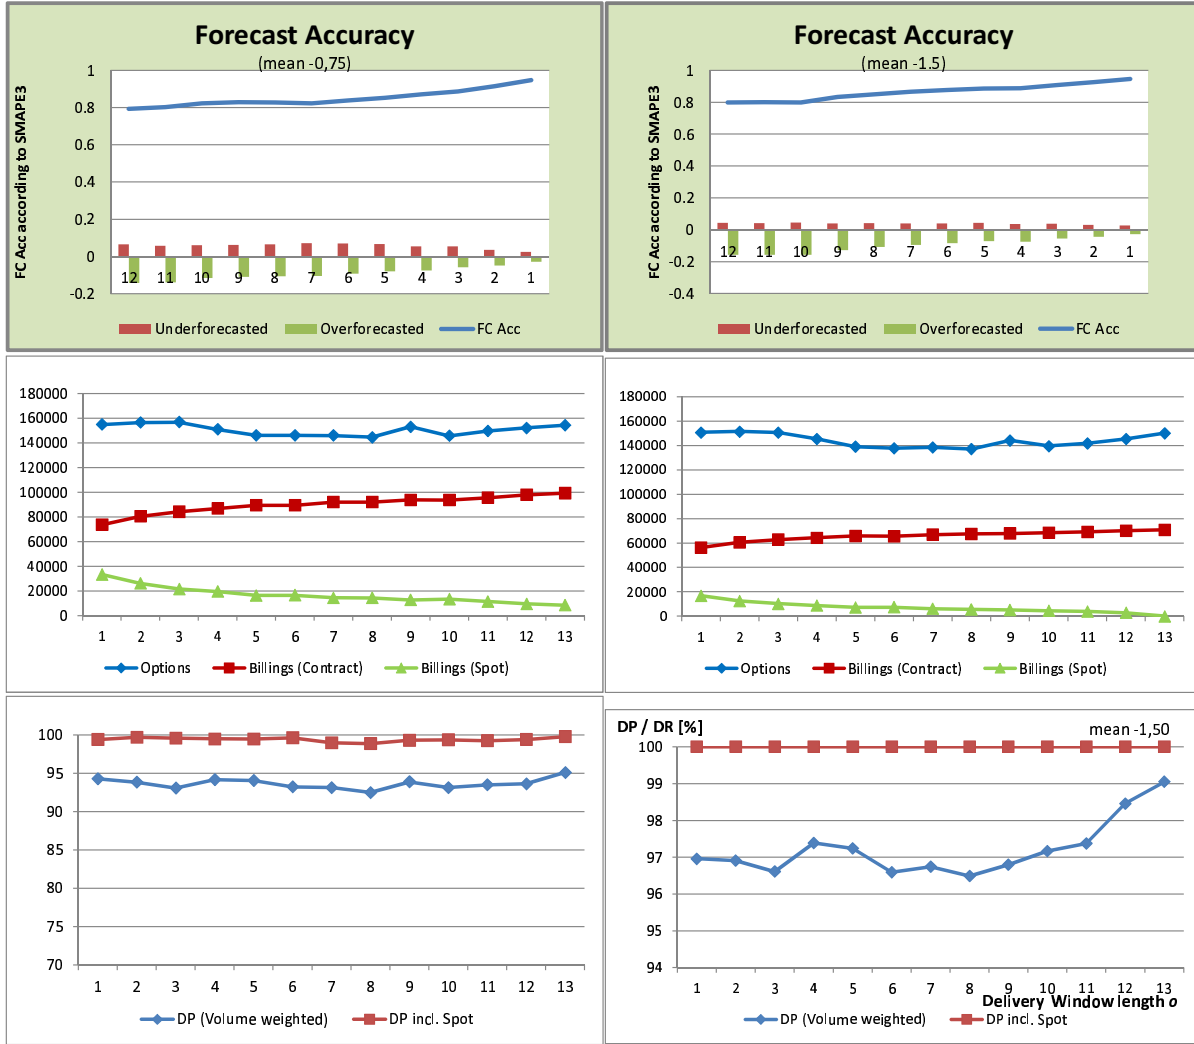 Forecast Accuracy
(mean -0,75)
FC Acc according to SMAPE3
1
0.8
0.6
0.4
0.2
0
-0.2
12 11 10 9 8 7 6 5 4 3 2 1
Underforecasted Overforecasted FC Acc
Forecast Accuracy
(mean -1.5)
FC Acc according to SMAPE3
1
0.8
0.6
0.4
0.2
0
-0.2
-0.4
12 11 10 9 8 7 6 5 4 3 2 1
Underforecasted Overforecasted FC Acc
180000
160000
140000
120000
100000
80000
60000
40000
20000
0
1 2 3 4 5 6 7 8 9 10 11 12 13
Options Billings (Contract) Billings (Spot)
180000
160000
140000
120000
100000
80000
60000
40000
20000
0
1 2 3 4 5 6 7 8 9 10 11 12 13
Options Billings (Contract) Billings (Spot)
100
95
90
85
80
75
70
1 2 3 4 5 6 7 8 9 10 11 12 13
DP (Volume weighted) DP incl. Spot
DP / DR [%]
mean -1,50
100
99
98
97
96
95
94
1 2 3 4 5 6 7 8 9 10 11 12 13
Delivery Window length σ
DP (Volume weighted) DP incl. Spot